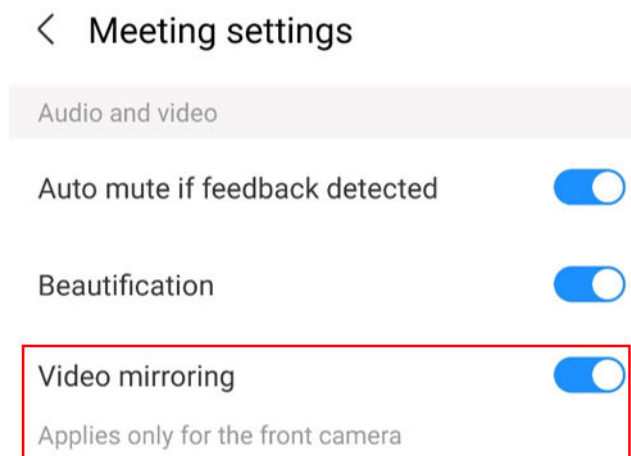 Meeting settings
Audio and video
Auto mute if feedback detected
Beautification
Video mirroring
Applies only for the front camera